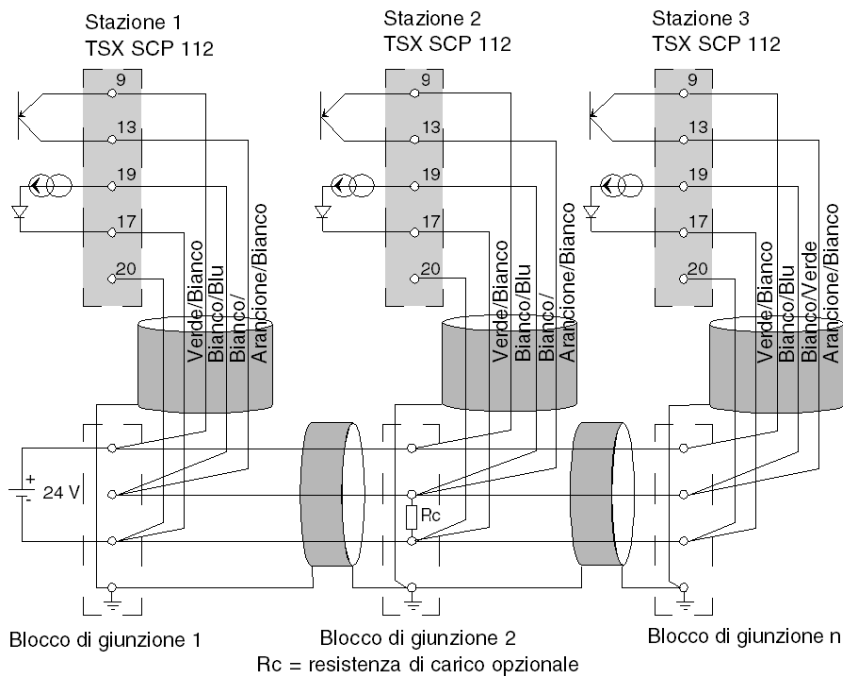 Stazione 1
TSX SCP 112
Stazione 2
TSX SCP 112
Stazione 3
TSX SCP 112
9
13
19
17
20
9
13
19
17
20
9
13
19
17
20
Verde/Bianco
Bianco/Blu
Bianco/
Arancione/Bianco
Verde/Bianco
Bianco/Blu
Bianco/
Arancione/Bianco
Verde/Bianco
Bianco/Blu
Bianco/Verde
Arancione/Bianco
+
24 V
-
Rc
Blocco di giunzione 1
Blocco di giunzione 2
Blocco di giunzione n
Rc = resistenza di carico opzionale